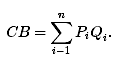 CB = \sum_{i-1}^{n} P_i Q_i.